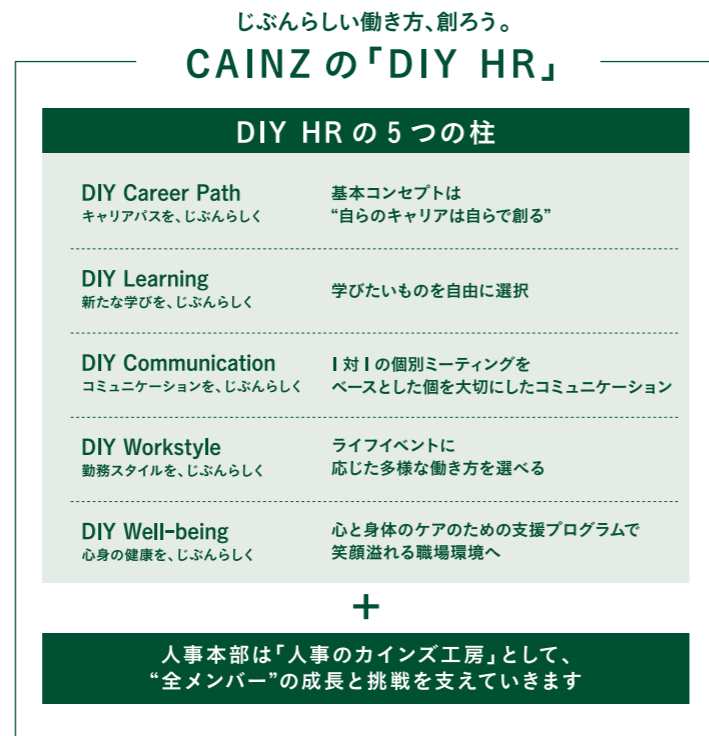 じぶんらしい働き方、創ろう。
CAINZ の「DIY HR」
DIY HR の 5 つの柱
DIY Career Path
キャリアパスを、じぶんらしく
基本コンセプトは
“自らのキャリアは自らで創る”
DIY Learning
新たな学びを、じぶんらしく
学びたいものを自由に選択
DIY Communication
コミュニケーションを、じぶんらしく
1 対 1 の個別ミーティングを
ベースとした個を大切にしたコミュニケーション
DIY Workstyle
勤務スタイルを、じぶんらしく
ライフイベントに
応じた多様な働き方を選べる
DIY Well-being
心身の健康を、じぶんらしく
心と身体のケアのための支援プログラムで
笑顔溢れる職場環境へ
+
人事本部は「人事のカインズ工房」として、
“全メンバー”の成長と挑戦を支えていきます